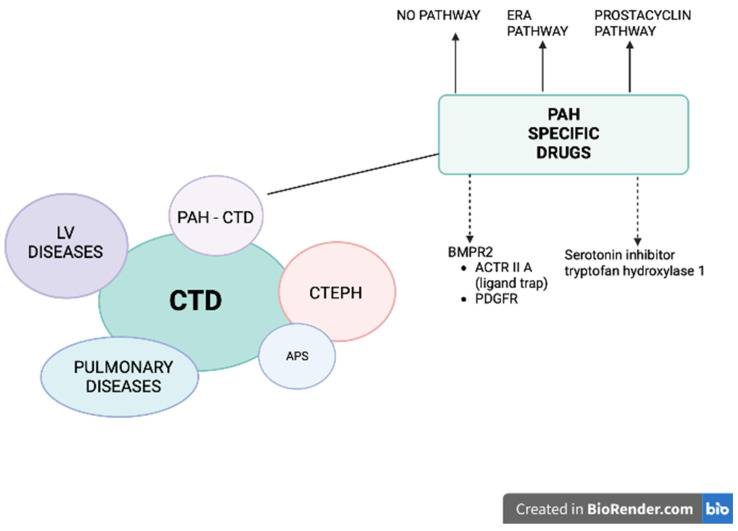 NO PATHWAY
ERA
PATHWAY
PROSTACYCLIN
PATHWAY
PAH
SPECIFIC
DRUGS
PAH - CTD
LV
DISEASES
CTD
CTEPH
APS
PULMONARY
DISEASES
BMPR2
• ACTR II A
(ligand trap)
• PDGFR
Serotonin inhibitor
tryptofan hydroxylase 1
Created in BioRender.com bio